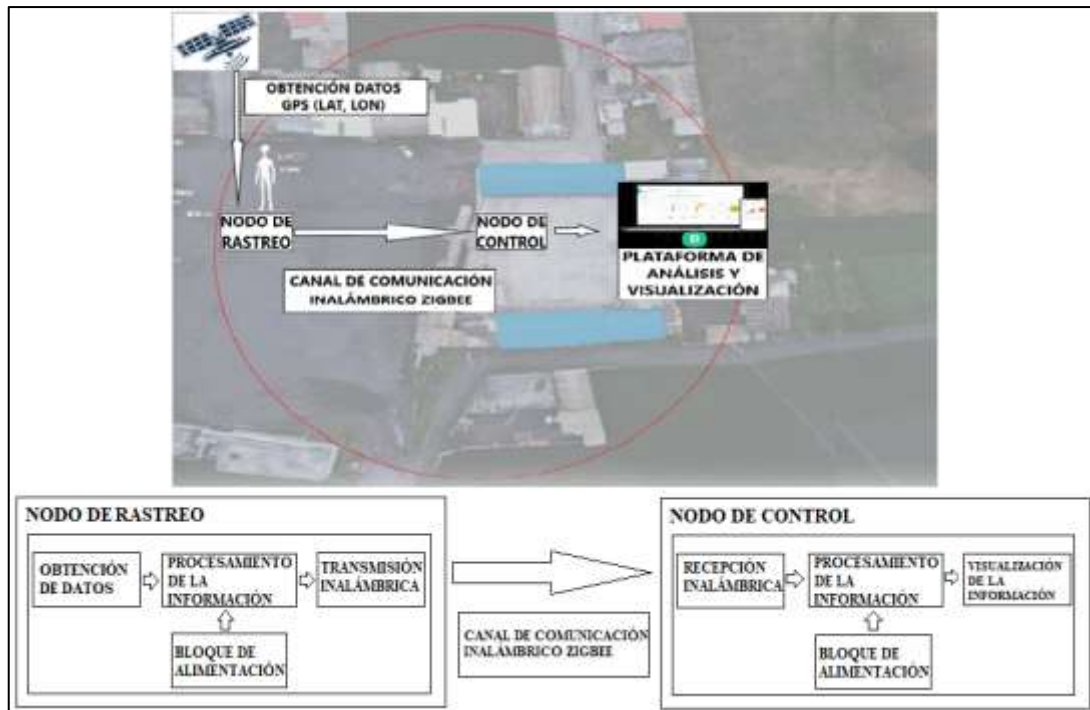 OBTENCIÓN DATOS
GPS (LAT, LON)
NODO DE
RASTREO
NODO DE
CONTROL
PLATAFORMA DE
ANÁLISIS Y
VISUALIZACIÓN
CANAL DE COMUNICACIÓN
INALÁMBRICO ZIGBEE
NODO DE RASTREO
OBTENCIÓN
DE DATOS
PROCESAMIENTO
DE LA
INFORMACIÓN
TRANSMISIÓN
INALÁMBRICA
BLOQUE DE
ALIMENTACIÓN
CANAL DE COMUNICACIÓN
INALÁMBRICO ZIGBEE
NODO DE CONTROL
RECEPCIÓN
INALÁMBRICA
PROCESAMIENTO
DE LA
INFORMACIÓN
VISUALIZACIÓN
DE LA
INFORMACIÓN
BLOQUE DE
ALIMENTACIÓN